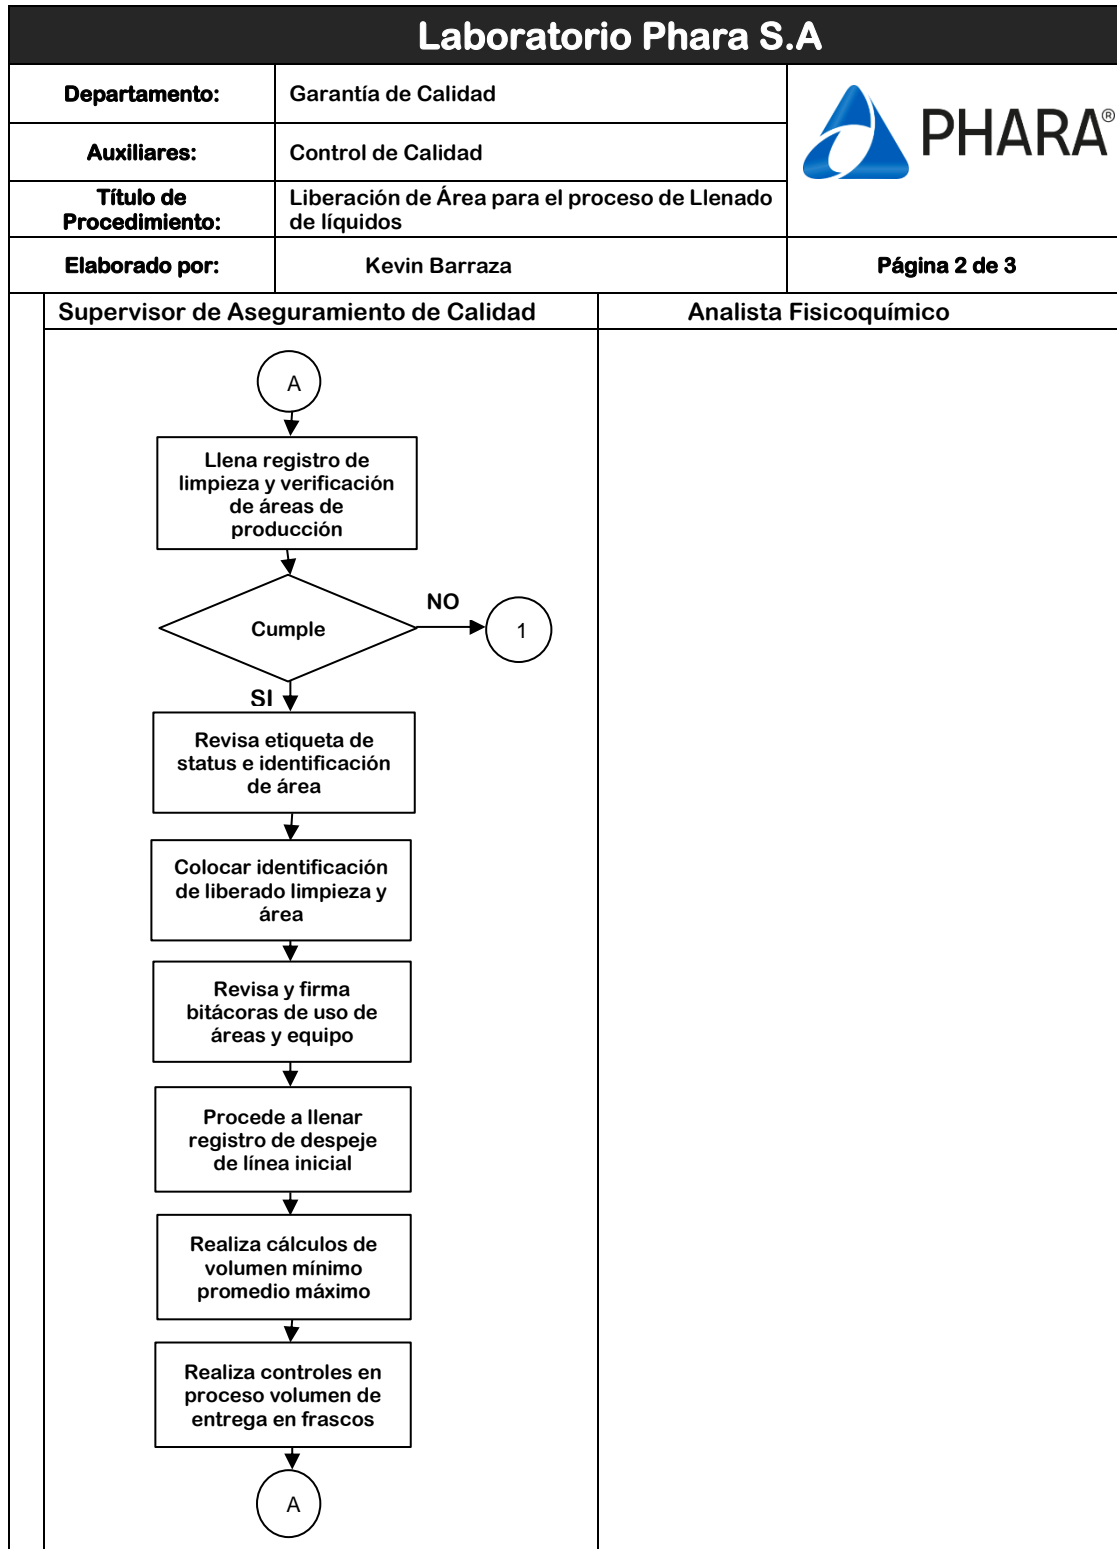 Laboratorio Phara S.A
Departamento:
Garantía de Calidad
PHARA®
Auxiliares:
Control de Calidad
Título de
Procedimiento:
Liberación de Área para el proceso de Llenado
de líquidos
Elaborado por:
Kevin Barraza
Página 2 de 3
Supervisor de Aseguramiento de Calidad
Analista Fisicoquímico
A
Llena registro de
limpieza y verificación
de áreas de
producción
Cumple
NO
1
SI
Revisa etiqueta de
status e identificación
de área
Colocar identificación
de liberado limpieza y
área
Revisa y firma
bitácoras de uso de
áreas y equipo
Procede a llenar
registro de despeje
de línea inicial
Realiza cálculos de
volumen mínimo
promedio máximo
Realiza controles en
proceso volumen de
entrega en frascos
A